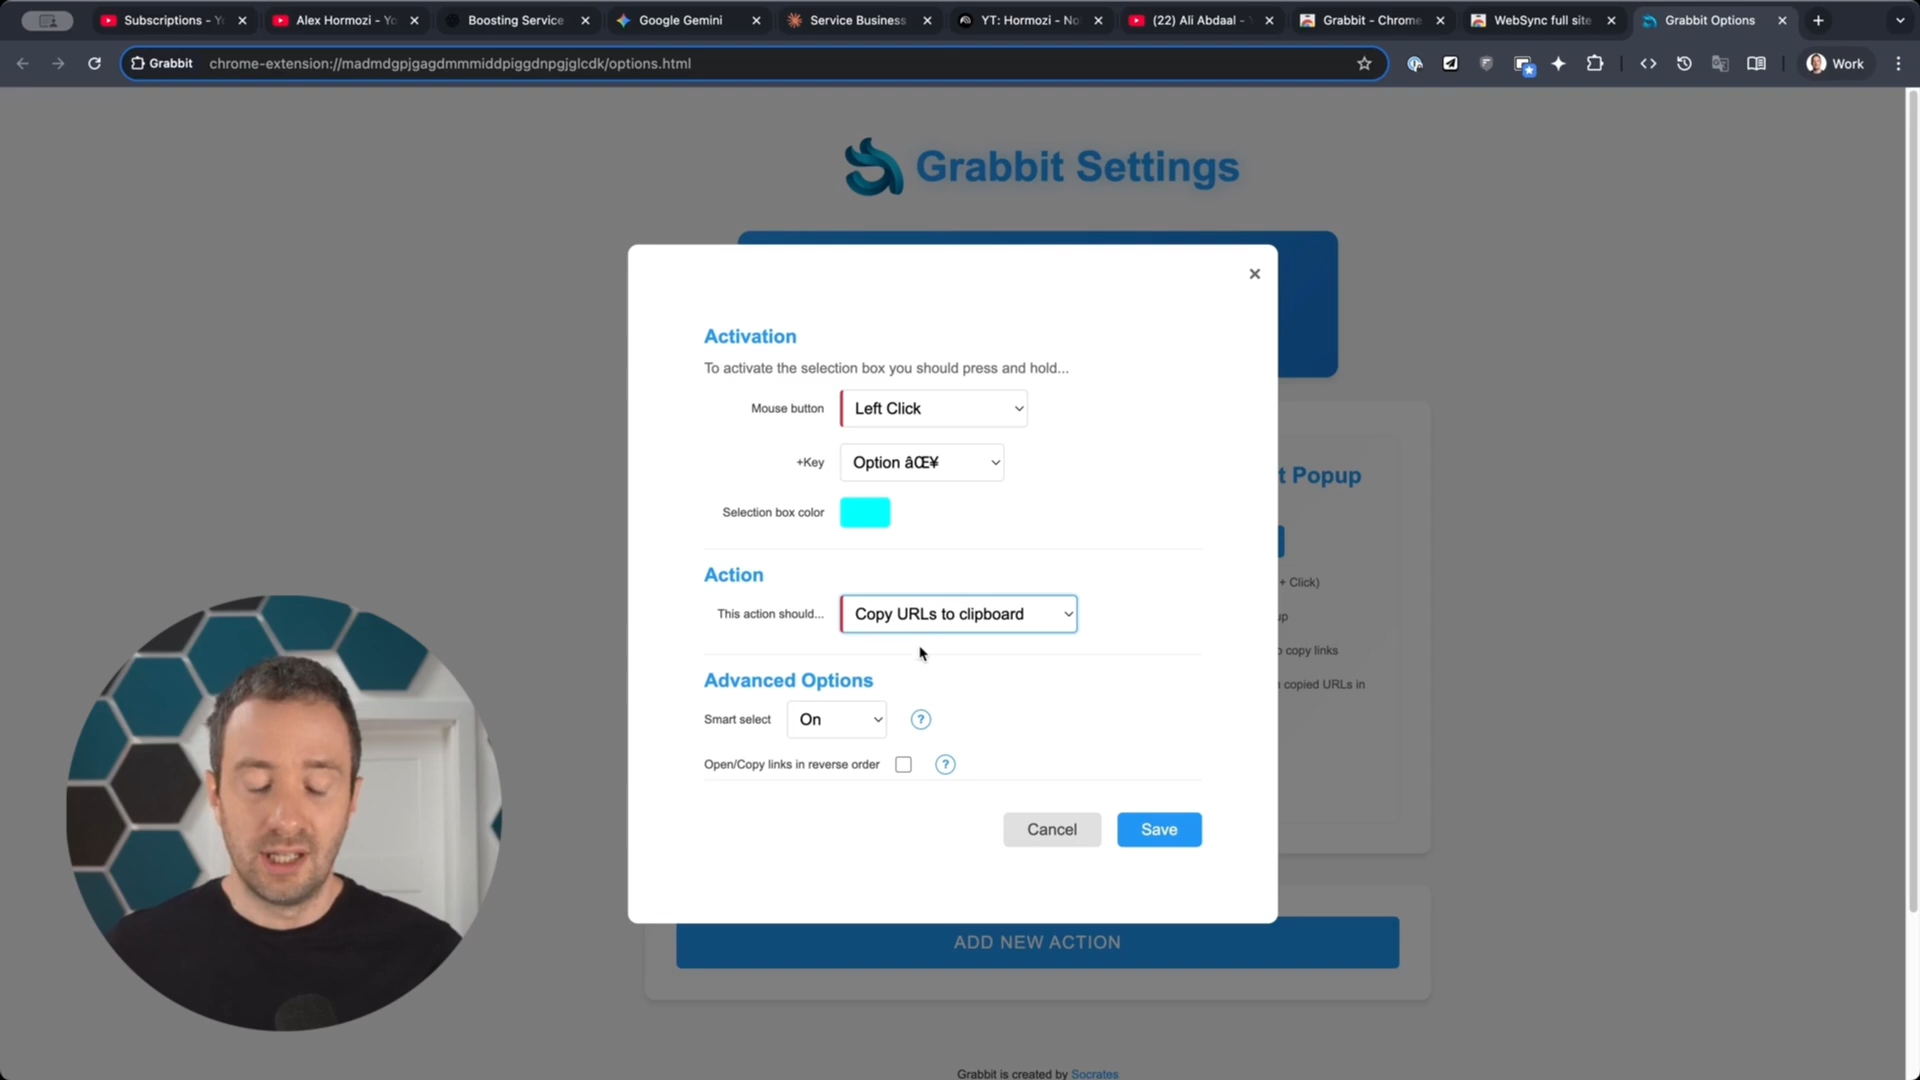 Subscriptions - Y
Alex Hormozi - Yo
Boosting Service
Google Gemini
Service Business
YT: Hormozi - No
(22) Ali Abdaal -
Grabbit - Chrome
WebSync full site
Grabbit Options
Grabbit
chrome-extension://madmdgpjgagdmmmiddpiggdnpgjglcdk/options.html
Work
Grabbit Settings
Activation
To activate the selection box you should press and hold...
Mouse button
Left Click
+Key
Option âŒ¥
Selection box color
Action
This action should...
Copy URLs to clipboard
Advanced Options
Smart select
On
?
Open/Copy links in reverse order
?
Cancel
Save
t Popup
+ Click)
up
o copy links
copied URLs in
ADD NEW ACTION
Grabbit is created by Socrates